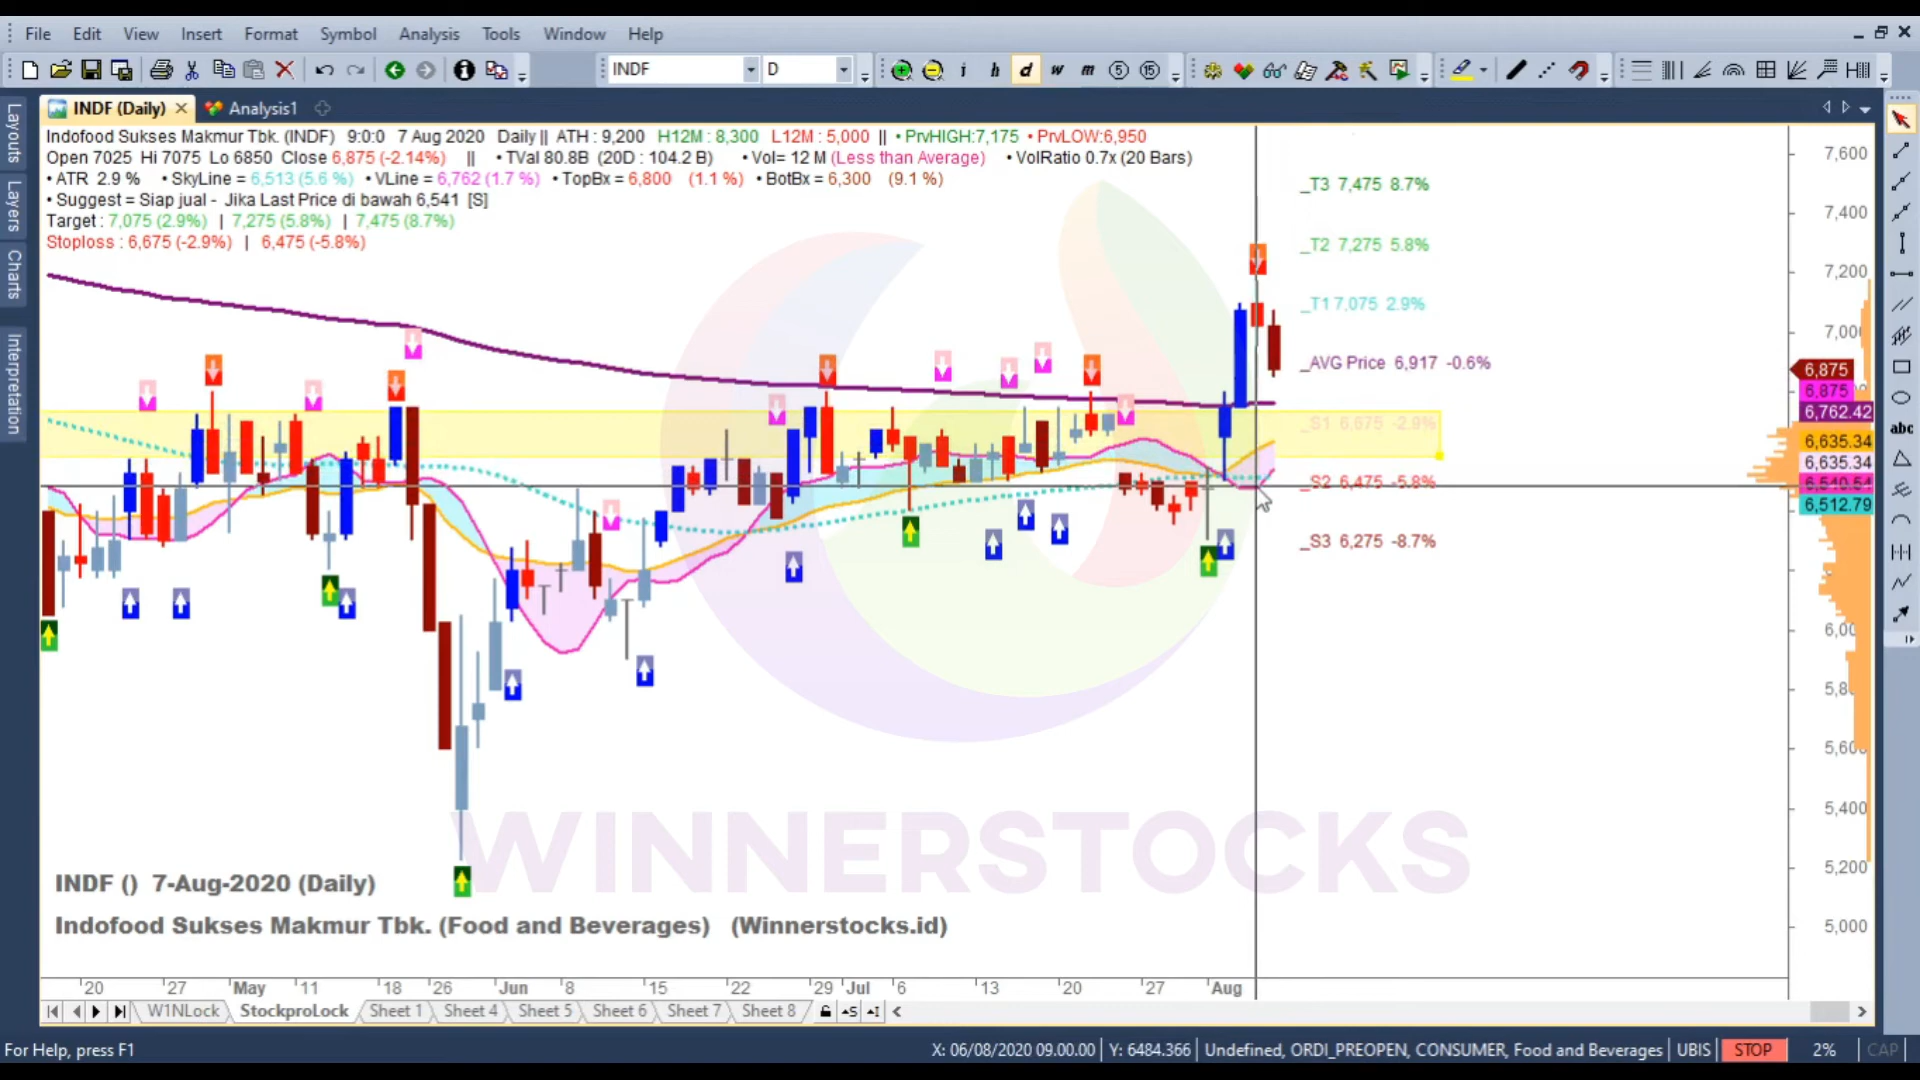 File Edit View Insert Format Symbol Analysis Tools Window Help
INDF D i h d w m 5 15
INDF (Daily) Analysis1
Layouts
Layers
Charts
Interpretation
Indofood Sukses Makmur Tbk. (INDF) 9:0:0 7 Aug 2020 Daily || ATH : 9,200 H12M : 8,300 L12M : 5,000 || • PrvHIGH:7,175 • PrvLOW:6,950
Open 7025 Hi 7075 Lo 6850 Close 6,875 (-2.14%) || • TVal 80.8B (20D : 104.2 B) • Vol= 12 M (Less than Average) • VolRatio 0.7x (20 Bars)
• ATR 2.9 % • SkyLine = 6,513 (5.6 %) • VLine = 6,762 (1.7 %) • TopBx = 6,800 (1.1 %) • BotBx = 6,300 (9.1 %)
• Suggest = Siap jual - Jika Last Price di bawah 6,541 [S]
Target : 7,075 (2.9%) | 7,275 (5.8%) | 7,475 (8.7%)
Stoploss : 6,675 (-2.9%) | 6,475 (-5.8%)
_T3 7,475 8.7%
_T2 7,275 5.8%
_T1 7,075 2.9%
_AVG Price 6,917 -0.6%
_S1 6,675 -2.9%
_S2 6,475 -5.8%
_S3 6,275 -8.7%
7,600
7,400
7,200
6,875
6,875
6,762.42
6,635.34
6,635.34
6,512.79
5,400
5,200
5,000
abc
WINNERSTOCKS
INDF () 7-Aug-2020 (Daily)
Indofood Sukses Makmur Tbk. (Food and Beverages) (Winnerstocks.id)
20 27 May 11 18 26 Jun 8 15 22 29 Jul 6 13 20 27 Aug
W1NLock StockproLock Sheet 1 Sheet 4 Sheet 5 Sheet 6 Sheet 7 Sheet 8
For Help, press F1 X: 06/08/2020 09.00.00 Y: 6484.366 Undefined, ORDI_PREOPEN, CONSUMER, Food and Beverages UBIS STOP 2% CAP